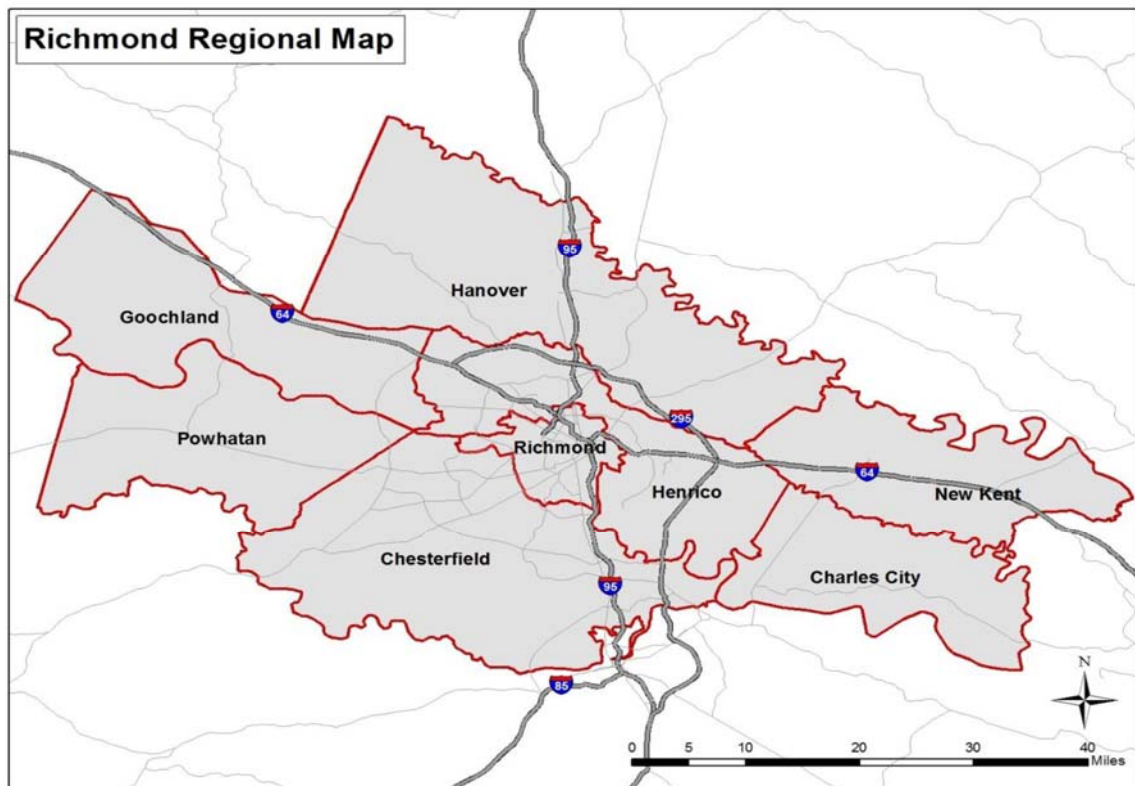 Richmond Regional Map
95
Hanover
Goochland
64
295
Powhatan
Richmond
64
Henrico
New Kent
Chesterfield
95
Charles City
85
N
0 5 10 20 30 40
Miles